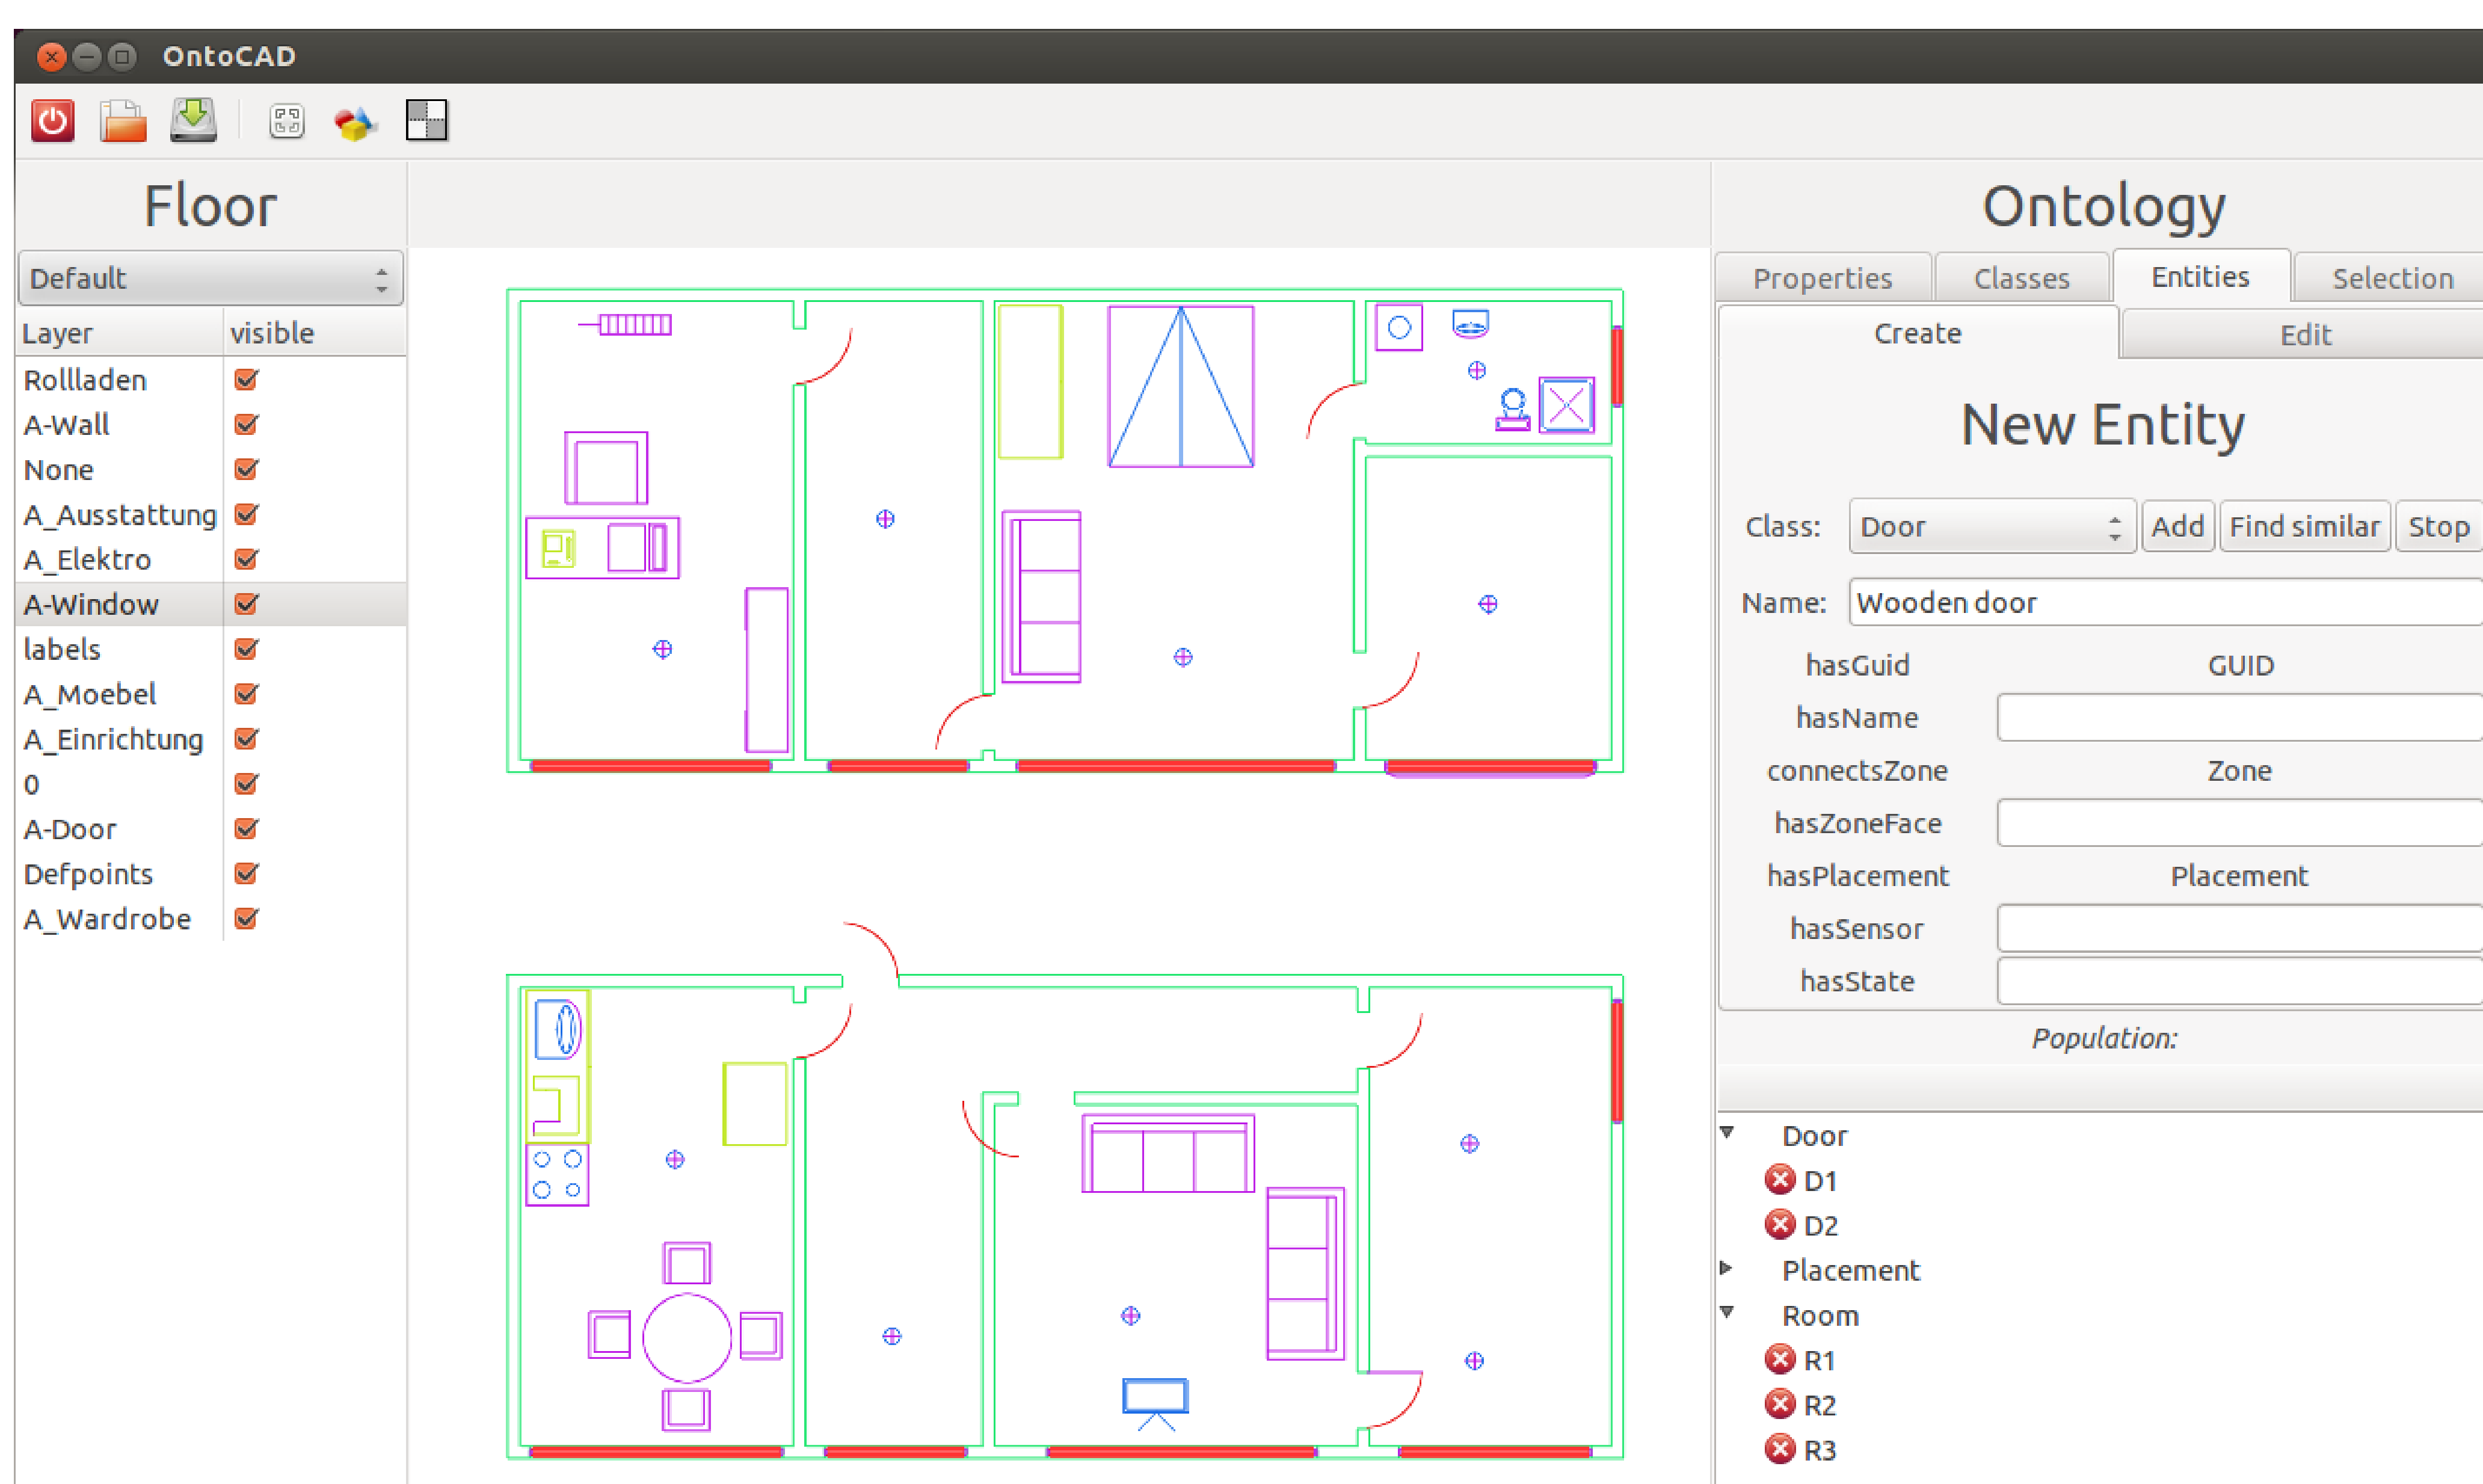 OntoCAD
Floor
Default
Layer visible
Rollladen
A-Wall
None
A_Ausstattung
A_Elektro
A-Window
labels
A_Moebel
A_Einrichtung
0
A-Door
Defpoints
A_Wardrobe
Ontology
Properties Classes Entities Selection
Create Edit
New Entity
Class: Door Add Find similar Stop
Name: Wooden door
hasGuid GUID
hasName
connectsZone Zone
hasZoneFace
hasPlacement Placement
hasSensor
hasState
Population:
Door
D1
D2
Placement
Room
R1
R2
R3